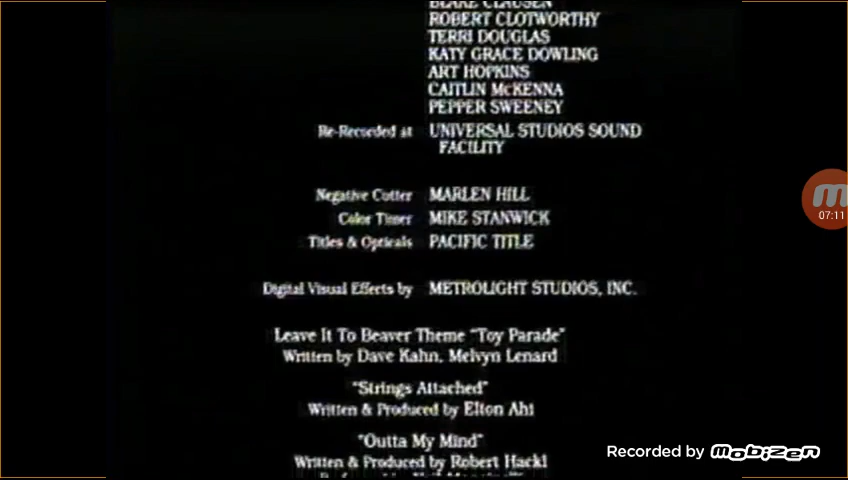 BLAKE CLAUSEN
ROBERT CLOTWORTHY
TERRI DOUGLAS
KATY GRACE DOWLING
ART HOPKINS
CAITLIN McKENNA
PEPPER SWEENEY
Re-Recorded at UNIVERSAL STUDIOS SOUND
FACILITY
Negative Cutter MARLEN HILL
Color Timer MIKE STANWICK
Titles & Opticals PACIFIC TITLE
Digital Visual Effects by METROLIGHT STUDIOS, INC.
Leave It To Beaver Theme "Toy Parade"
Written by Dave Kahn, Melvyn Lenard
"Strings Attached"
Written & Produced by Elton Ahi
"Outta My Mind"
Written & Produced by Robert Hackl
07:11
Recorded by mobizen